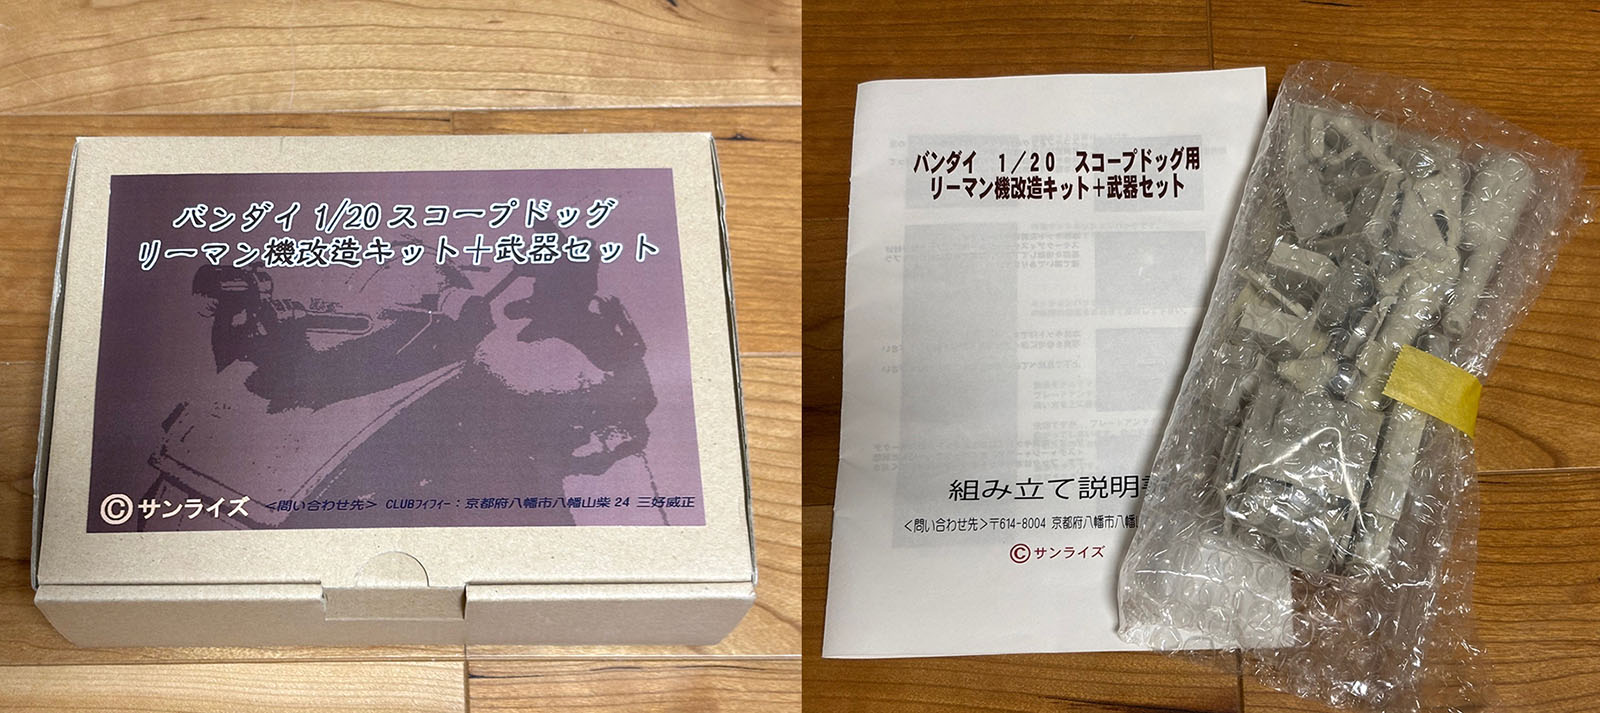 バンダイ 1/20 スコープドッグ
リーマン機改造キット＋武器セット
©サンライズ
＜問い合わせ先＞ CLUBフィフィー：京都府八幡市八幡山柴24 三好威正
バンダイ　1／20　スコープドッグ用
リーマン機改造キット＋武器セット
組み立て説明
＜問い合わせ先＞〒614-8004 京都府八幡市八幡
©サンライズ